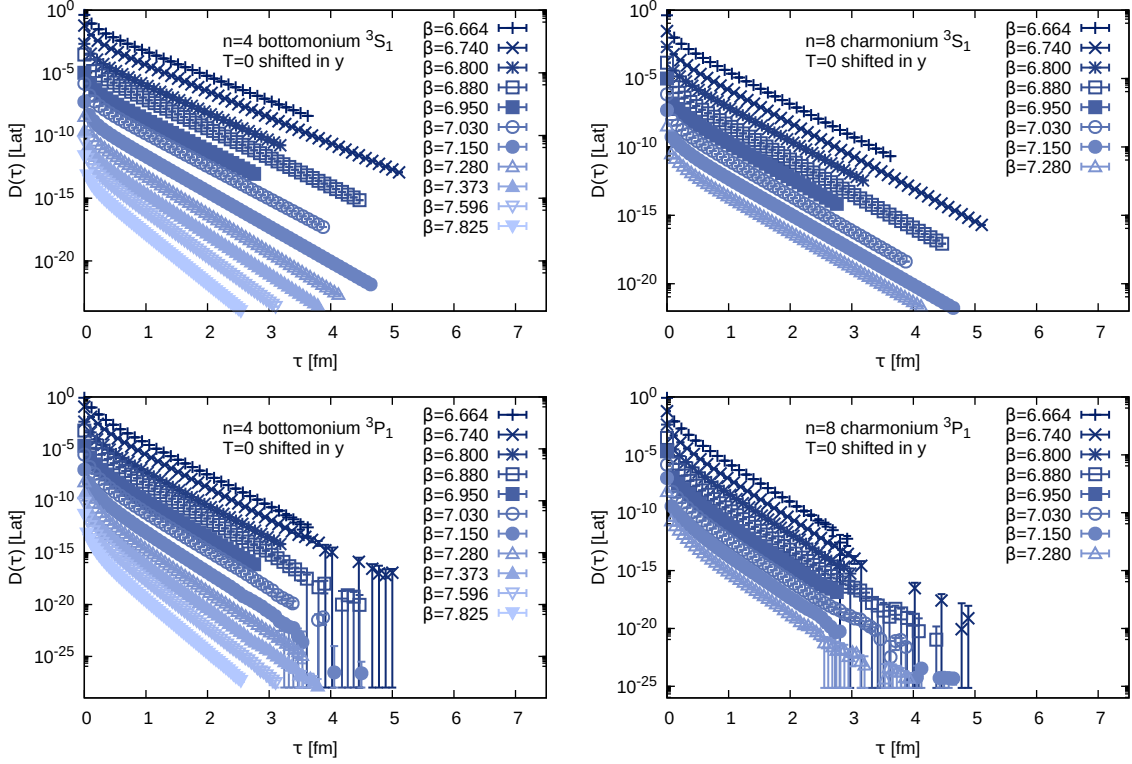 n=4 bottomonium ³S₁
T=0 shifted in y
β=6.664
β=6.740
β=6.800
β=6.880
β=6.950
β=7.030
β=7.150
β=7.280
β=7.373
β=7.596
β=7.825
D(τ) [Lat]
10⁰
10⁻⁵
10⁻¹⁰
10⁻¹⁵
10⁻²⁰
0 1 2 3 4 5 6 7
τ [fm]
n=8 charmonium ³S₁
T=0 shifted in y
β=6.664
β=6.740
β=6.800
β=6.880
β=6.950
β=7.030
β=7.150
β=7.280
D(τ) [Lat]
10⁰
10⁻⁵
10⁻¹⁰
10⁻¹⁵
10⁻²⁰
0 1 2 3 4 5 6 7
τ [fm]
n=4 bottomonium ³P₁
T=0 shifted in y
β=6.664
β=6.740
β=6.800
β=6.880
β=6.950
β=7.030
β=7.150
β=7.280
β=7.373
β=7.596
β=7.825
D(τ) [Lat]
10⁰
10⁻⁵
10⁻¹⁰
10⁻¹⁵
10⁻²⁰
10⁻²⁵
0 1 2 3 4 5 6 7
τ [fm]
n=8 charmonium ³P₁
T=0 shifted in y
β=6.664
β=6.740
β=6.800
β=6.880
β=6.950
β=7.030
β=7.150
β=7.280
D(τ) [Lat]
10⁰
10⁻⁵
10⁻¹⁰
10⁻¹⁵
10⁻²⁰
10⁻²⁵
0 1 2 3 4 5 6 7
τ [fm]